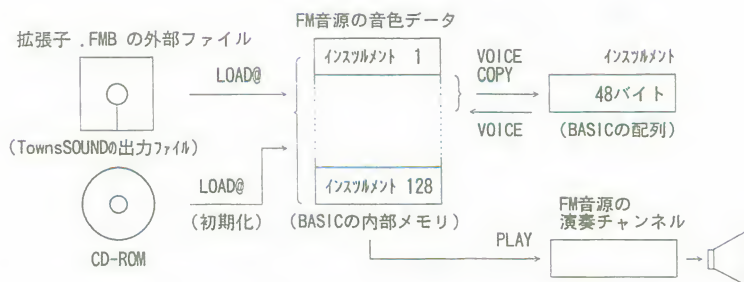 FM音源の音色データ
拡張子 .FMB の外部ファイル
LOAD@
(TownsSOUNDの出力ファイル)
LOAD@
(初期化)
CD-ROM
インスツルメント 1
インスツルメント 128
(BASICの内部メモリ)
VOICE
COPY
VOICE
インスツルメント
48バイト
(BASICの配列)
PLAY
FM音源の
演奏チャンネル